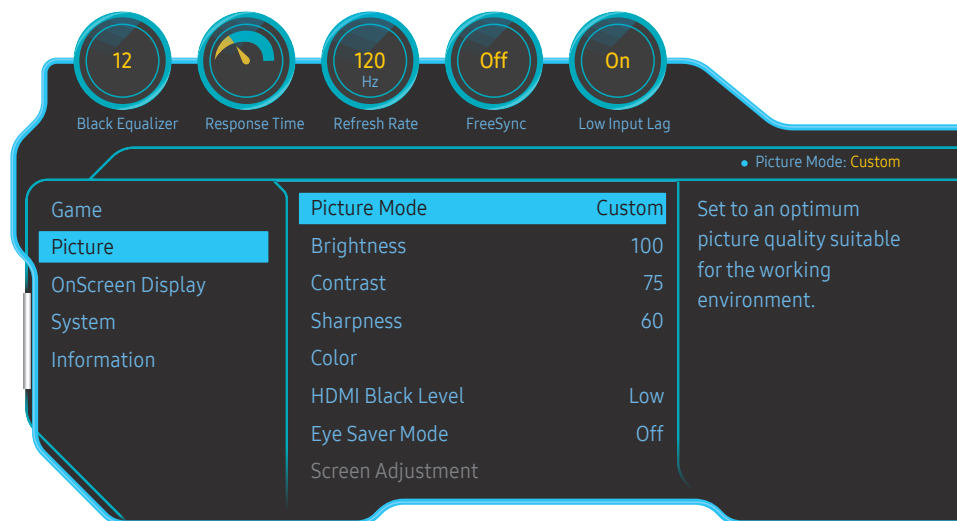 12
120
Hz
Off
On
Black Equalizer
Response Time
Refresh Rate
FreeSync
Low Input Lag
• Picture Mode: Custom
Game
Picture
OnScreen Display
System
Information
Picture Mode Custom
Brightness 100
Contrast 75
Sharpness 60
Color
HDMI Black Level Low
Eye Saver Mode Off
Screen Adjustment
Set to an optimum
picture quality suitable
for the working
environment.